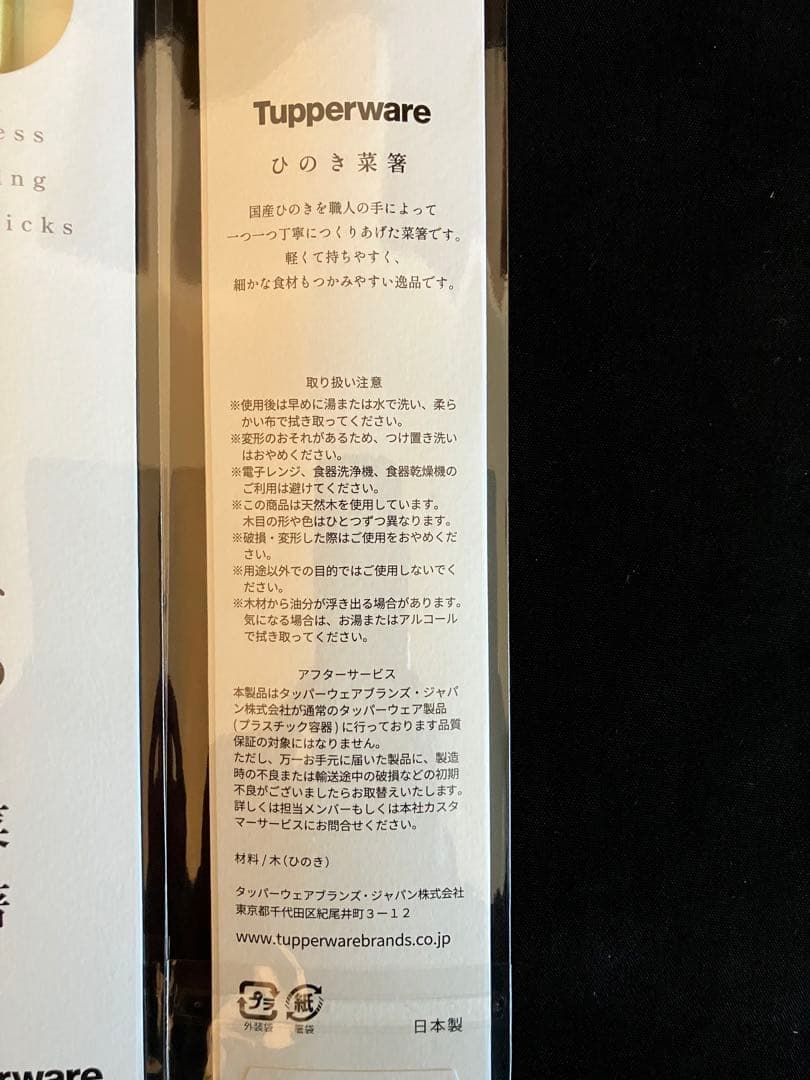 ess
ing
icks
菜
箸
rware
Tupperware
ひのき菜箸
国産ひのきを職人の手によって
一つ一つ丁寧につくりあげた菜箸です。
軽くて持ちやすく、
細かな食材もつかみやすい逸品です。
取り扱い注意
※使用後は早めに湯または水で洗い、柔ら
かい布で拭き取ってください。
※変形のおそれがあるため、つけ置き洗い
はおやめください。
※電子レンジ、食器洗浄機、食器乾燥機の
ご利用は避けてください。
※この商品は天然木を使用しています。
木目の形や色はひとつずつ異なります。
※破損・変形した際はご使用をおやめくだ
さい。
※用途以外での目的ではご使用しないでく
ださい。
※木材から油分が浮き出る場合があります。
気になる場合は、お湯またはアルコール
で拭き取ってください。
アフターサービス
本製品はタッパーウェアブランズ・ジャパ
ン株式会社が通常のタッパーウェア製品
(プラスチック容器)に行っております品質
保証の対象にはなりません。
ただし、万一お手元に届いた製品に、製造
時の不良または輸送途中の破損などの初期
不良がございましたらお取替えいたします。
詳しくは担当メンバーもしくは本社カスタ
マーサービスにお問合せください。
材料/木(ひのき)
タッパーウェアブランズ・ジャパン株式会社
東京都千代田区紀尾井町3-12
www.tupperwarebrands.co.jp
プラ 紙
外装袋 箸袋
日本製